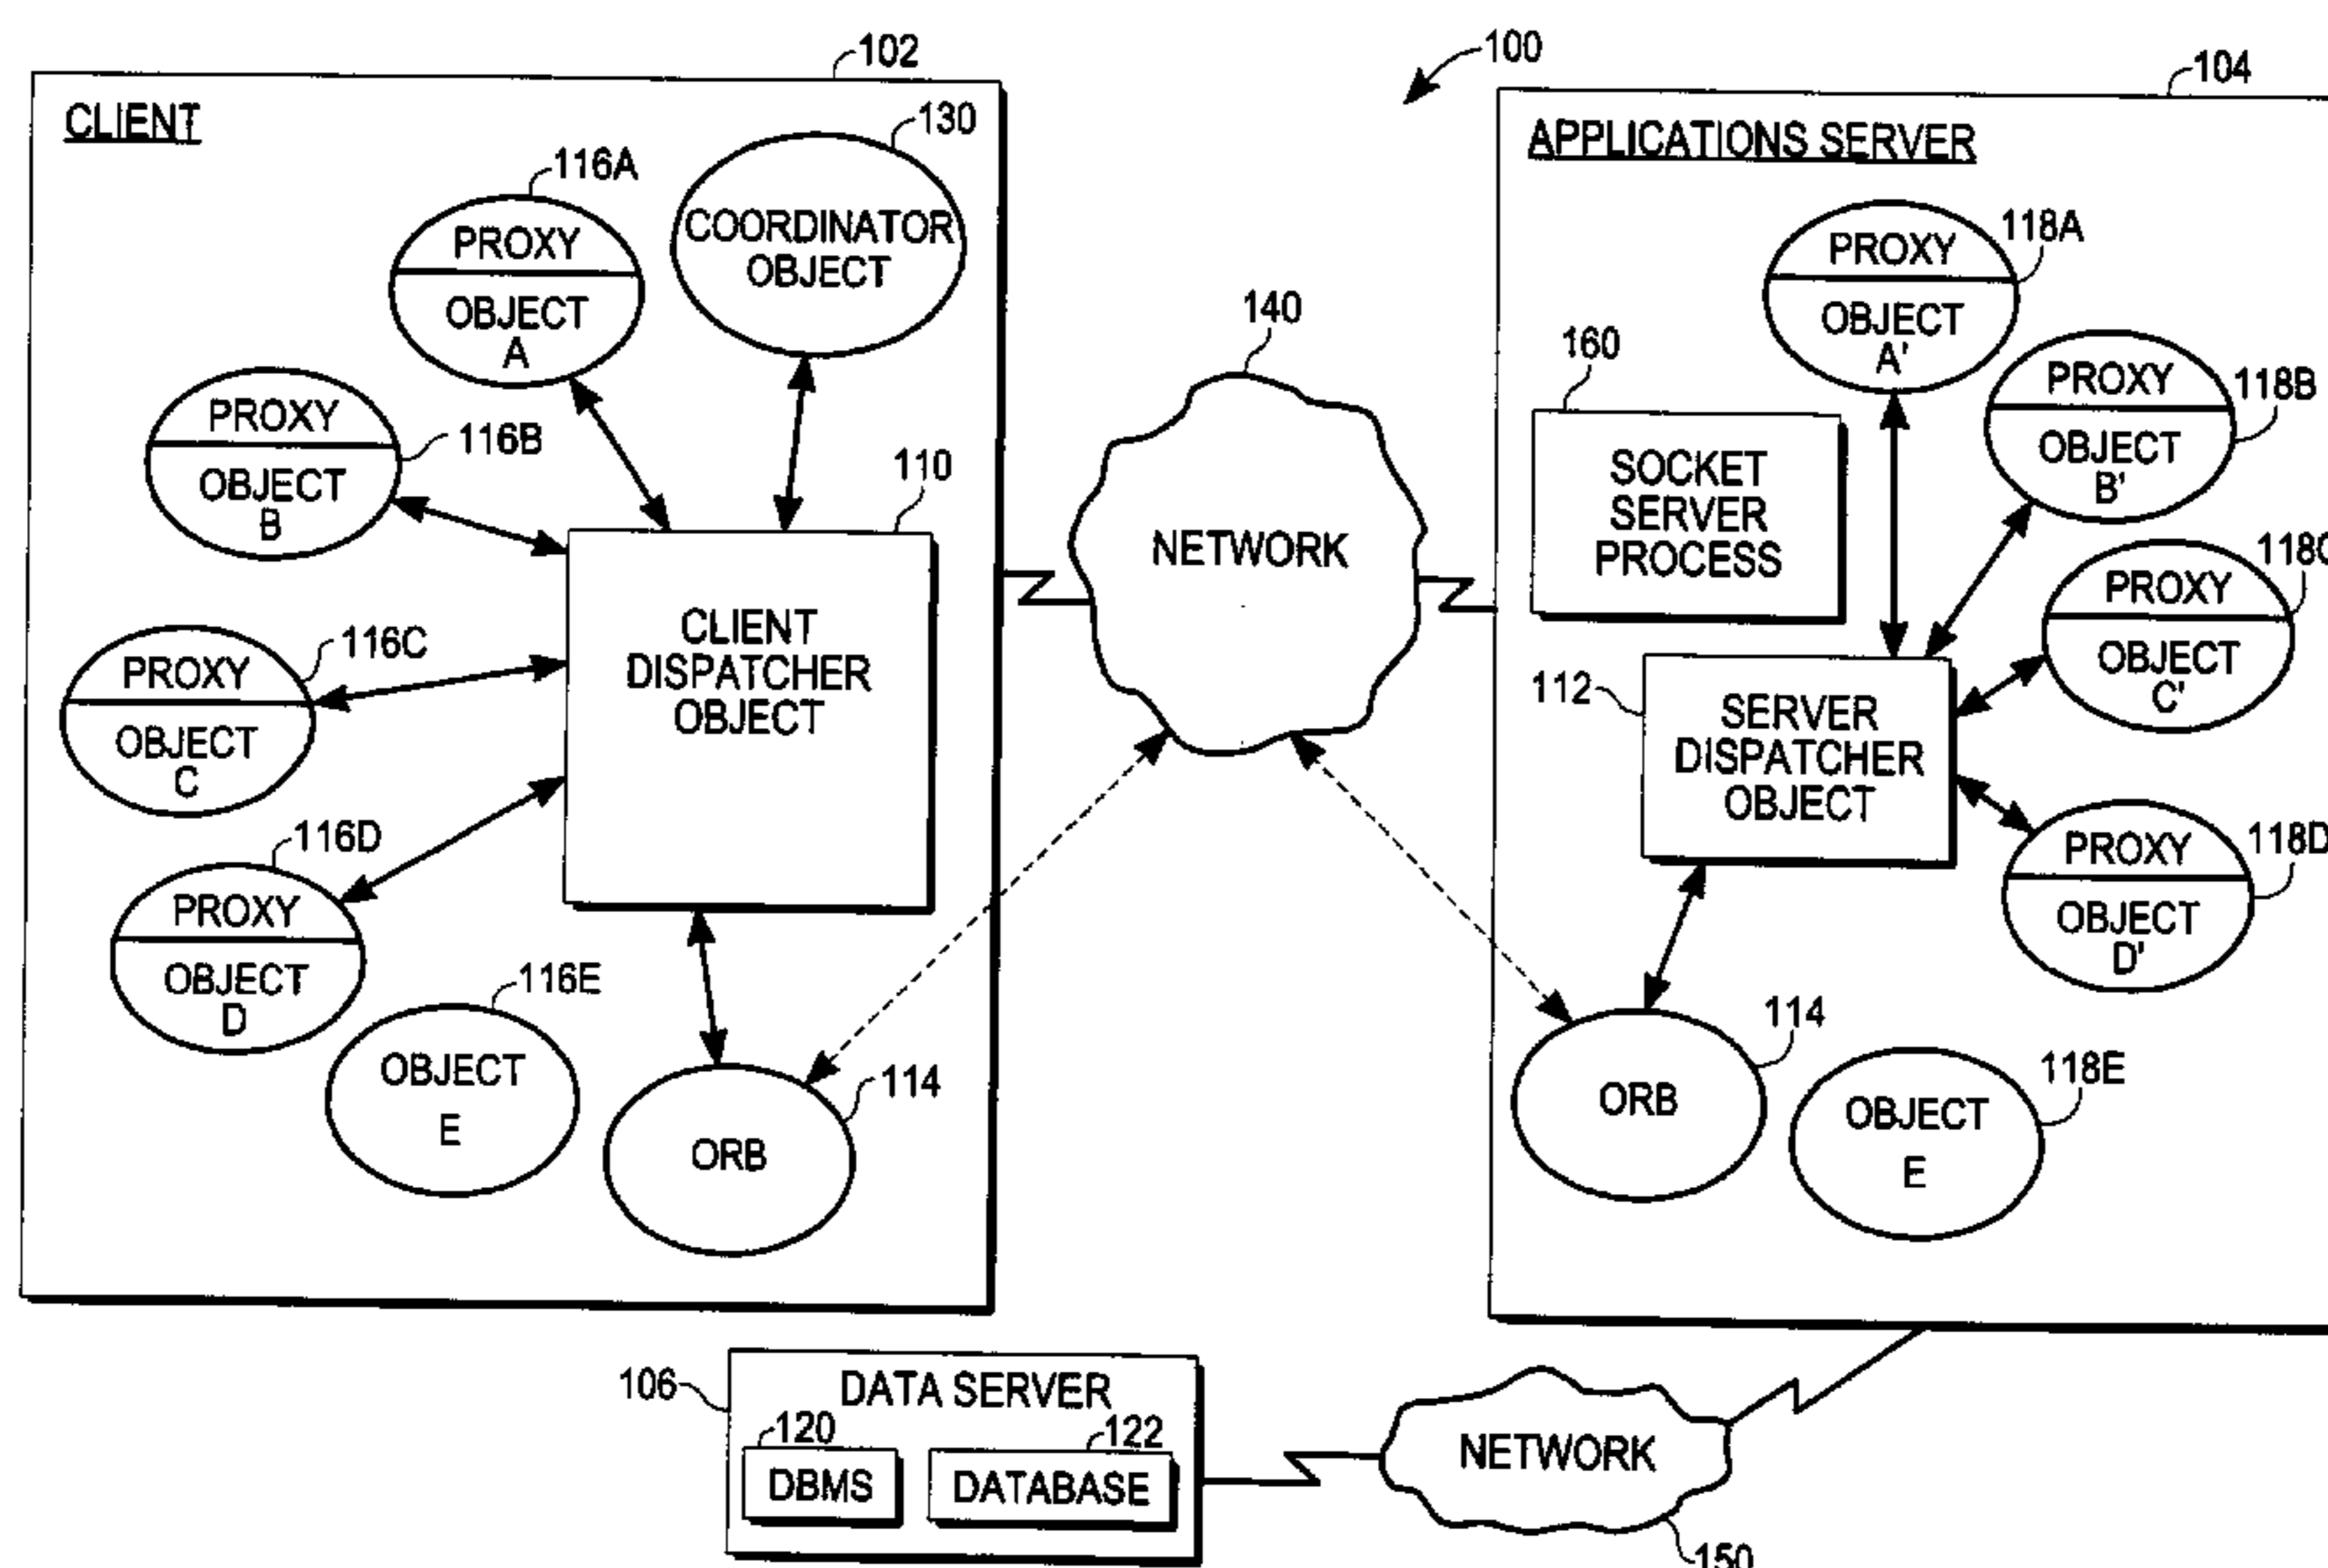 102
100
104
CLIENT
130
APPLICATIONS SERVER
116A
PROXY
OBJECT
A
COORDINATOR
OBJECT
118A
PROXY
OBJECT
A'
140
160
PROXY
OBJECT
B
116B
118B
PROXY
OBJECT
B'
110
SOCKET
SERVER
PROCESS
NETWORK
118C
PROXY
OBJECT
C'
CLIENT
DISPATCHER
OBJECT
116C
PROXY
OBJECT
C
112
SERVER
DISPATCHER
OBJECT
116D
PROXY
OBJECT
D
118D
PROXY
OBJECT
D'
116E
OBJECT
E
114
ORB
114
ORB
118E
OBJECT
E
106
DATA SERVER
120
122
DBMS
DATABASE
NETWORK
150